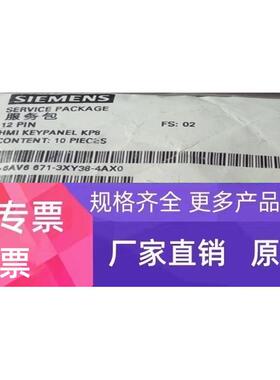 SIEMENS
SERVICE PACKAGE
服务包
12 PIN
FS: 02
HMI KEYPANEL KP8
CONTENT: 10 PIECES
6AV6 671-3XY38-4AX0
专票
票
规格齐全 更多产品
厂家直销 原